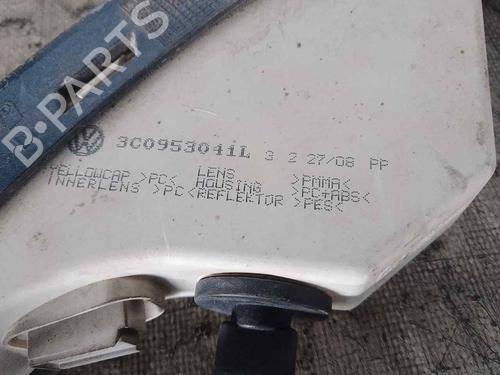 B-PARTS
3C0953041L 3 2 27/08 PP
YELLOWCAP >PC< LENS >PMMA<
INNERLENS >PC< HOUSING >PC+ABS<
REFLEKTOR >PES<